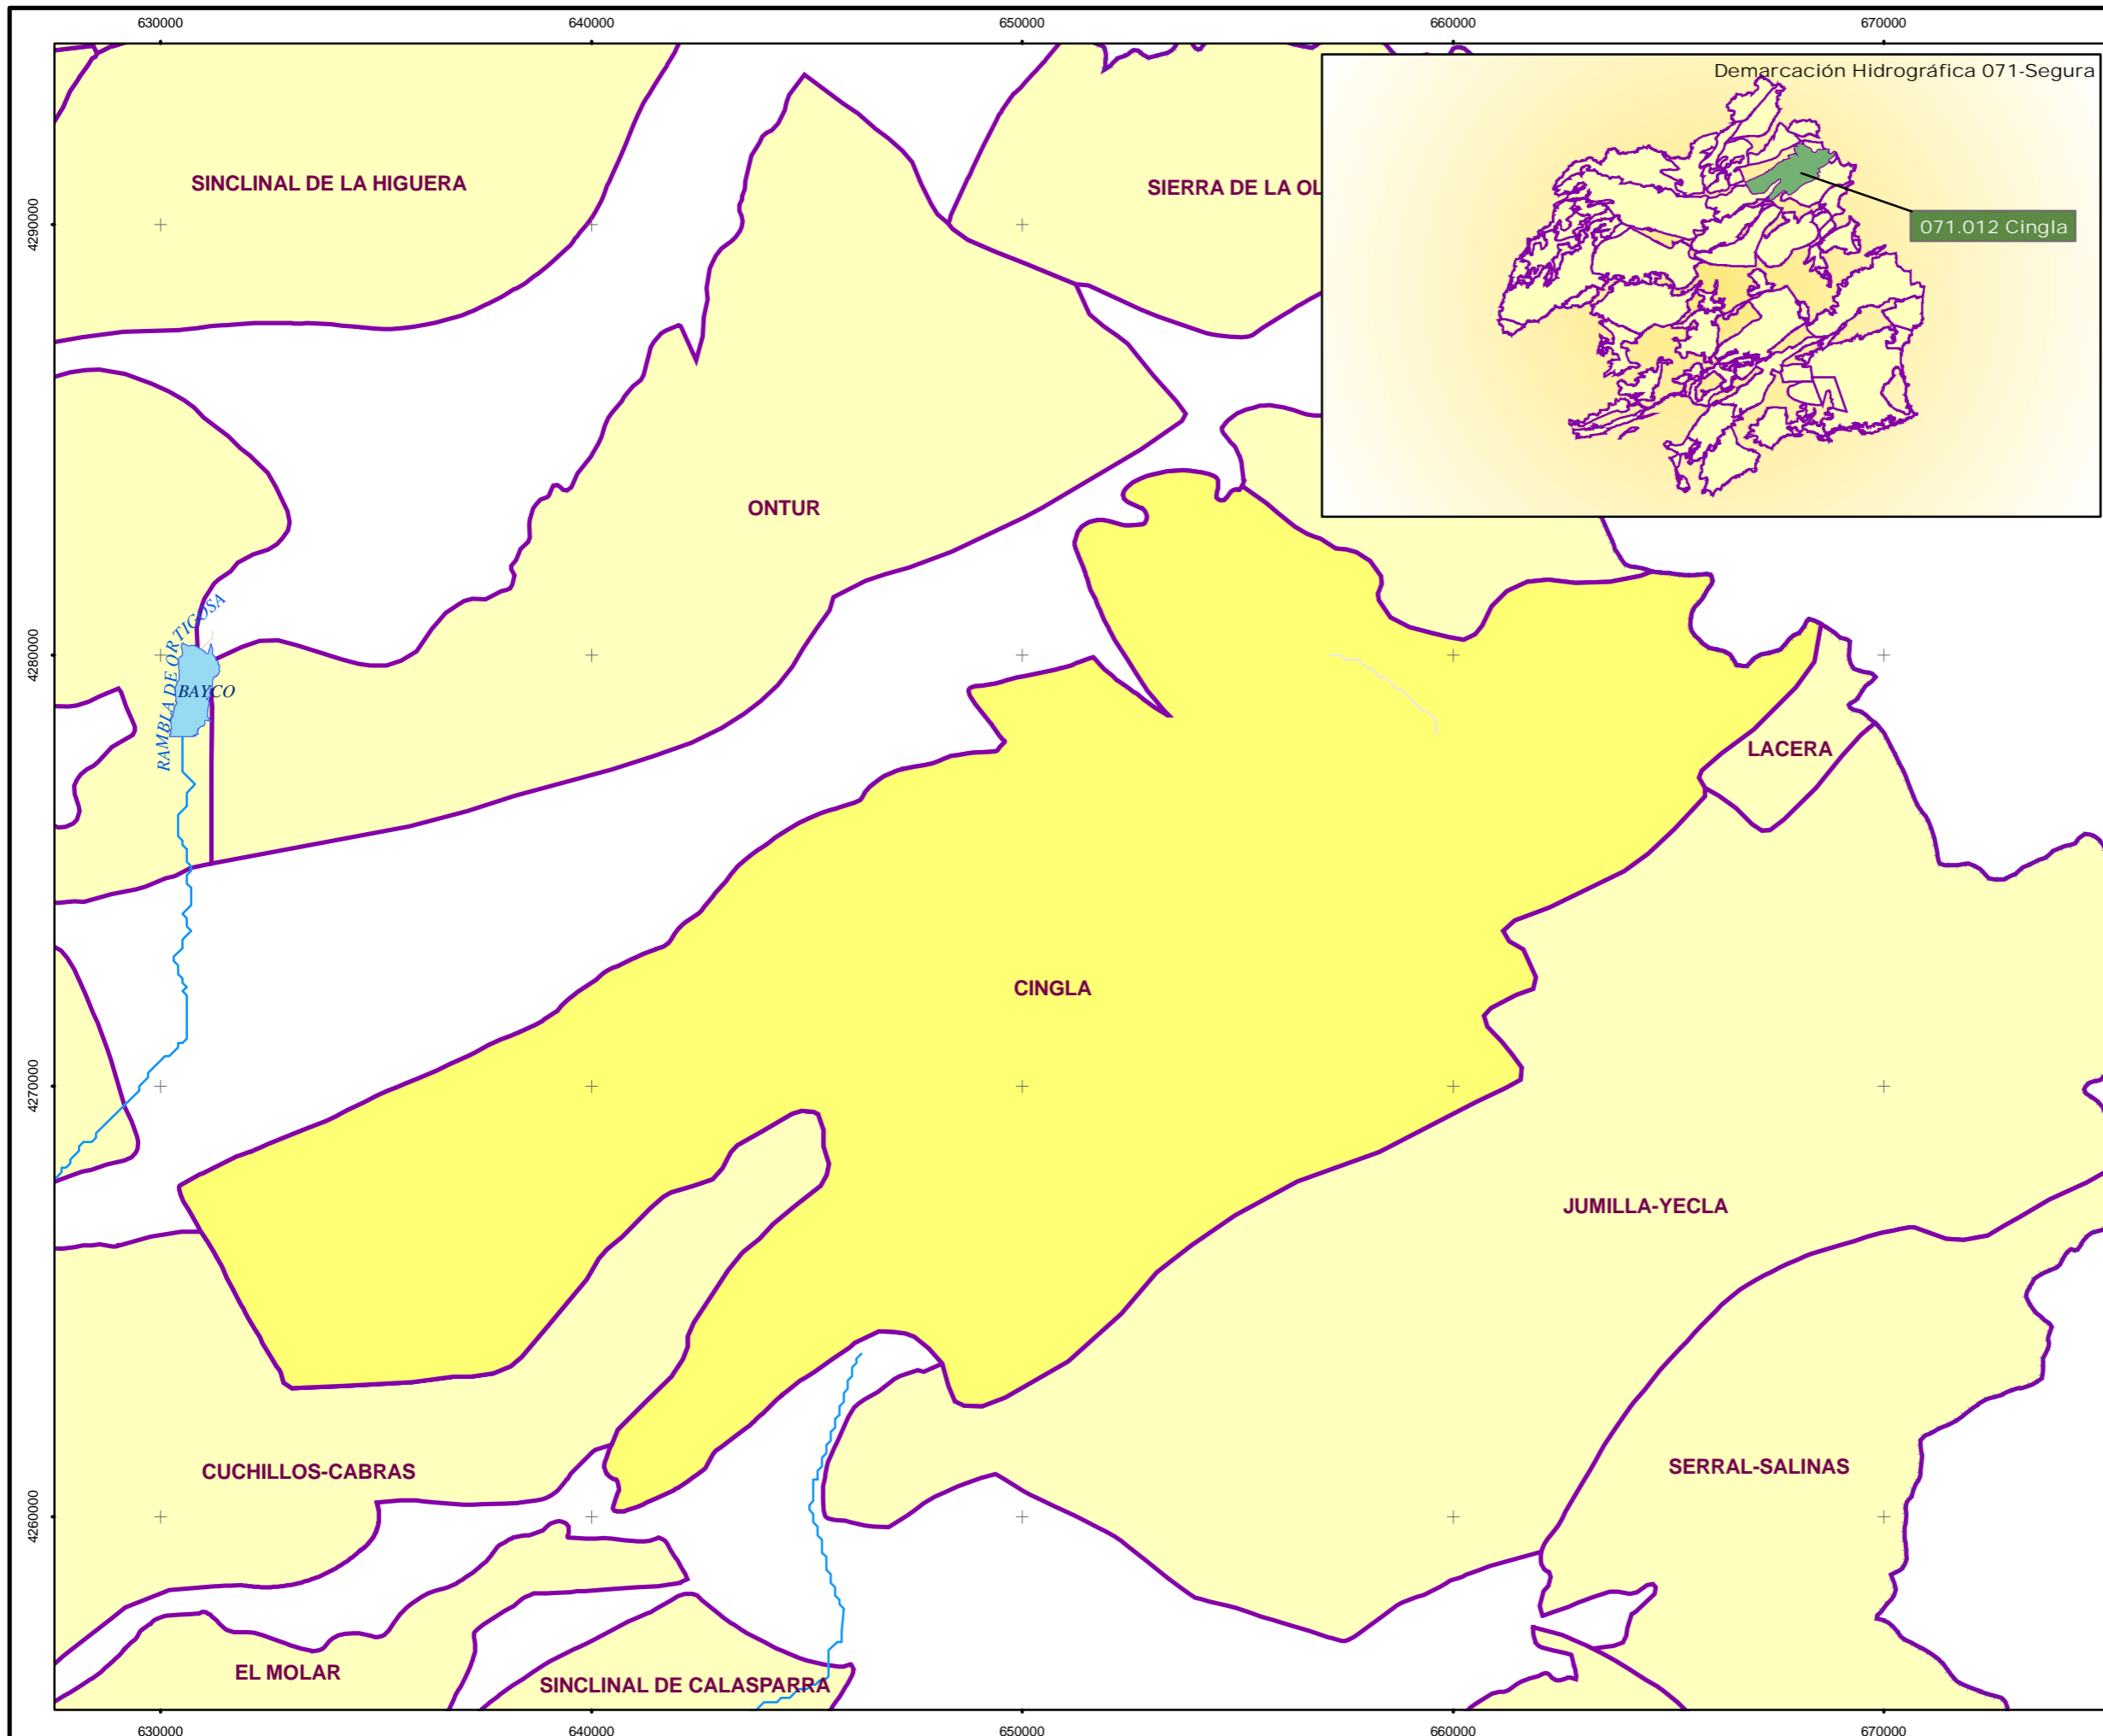 630000 640000 650000 660000 670000
Demarcación Hidrográfica 071-Segura
SINCLINAL DE LA HIGUERA
SIERRA DE LA OL
4290000
071.012 Cingla
ONTUR
RAMBLA DE ORTIGOSA
4280000
BAYCO
LACERA
CINGLA
4270000
JUMILLA-YECLA
CUCHILLOS-CABRAS
SERRAL-SALINAS
4260000
EL MOLAR
SINCLINAL DE CALASPARRA
630000 640000 650000 660000 670000